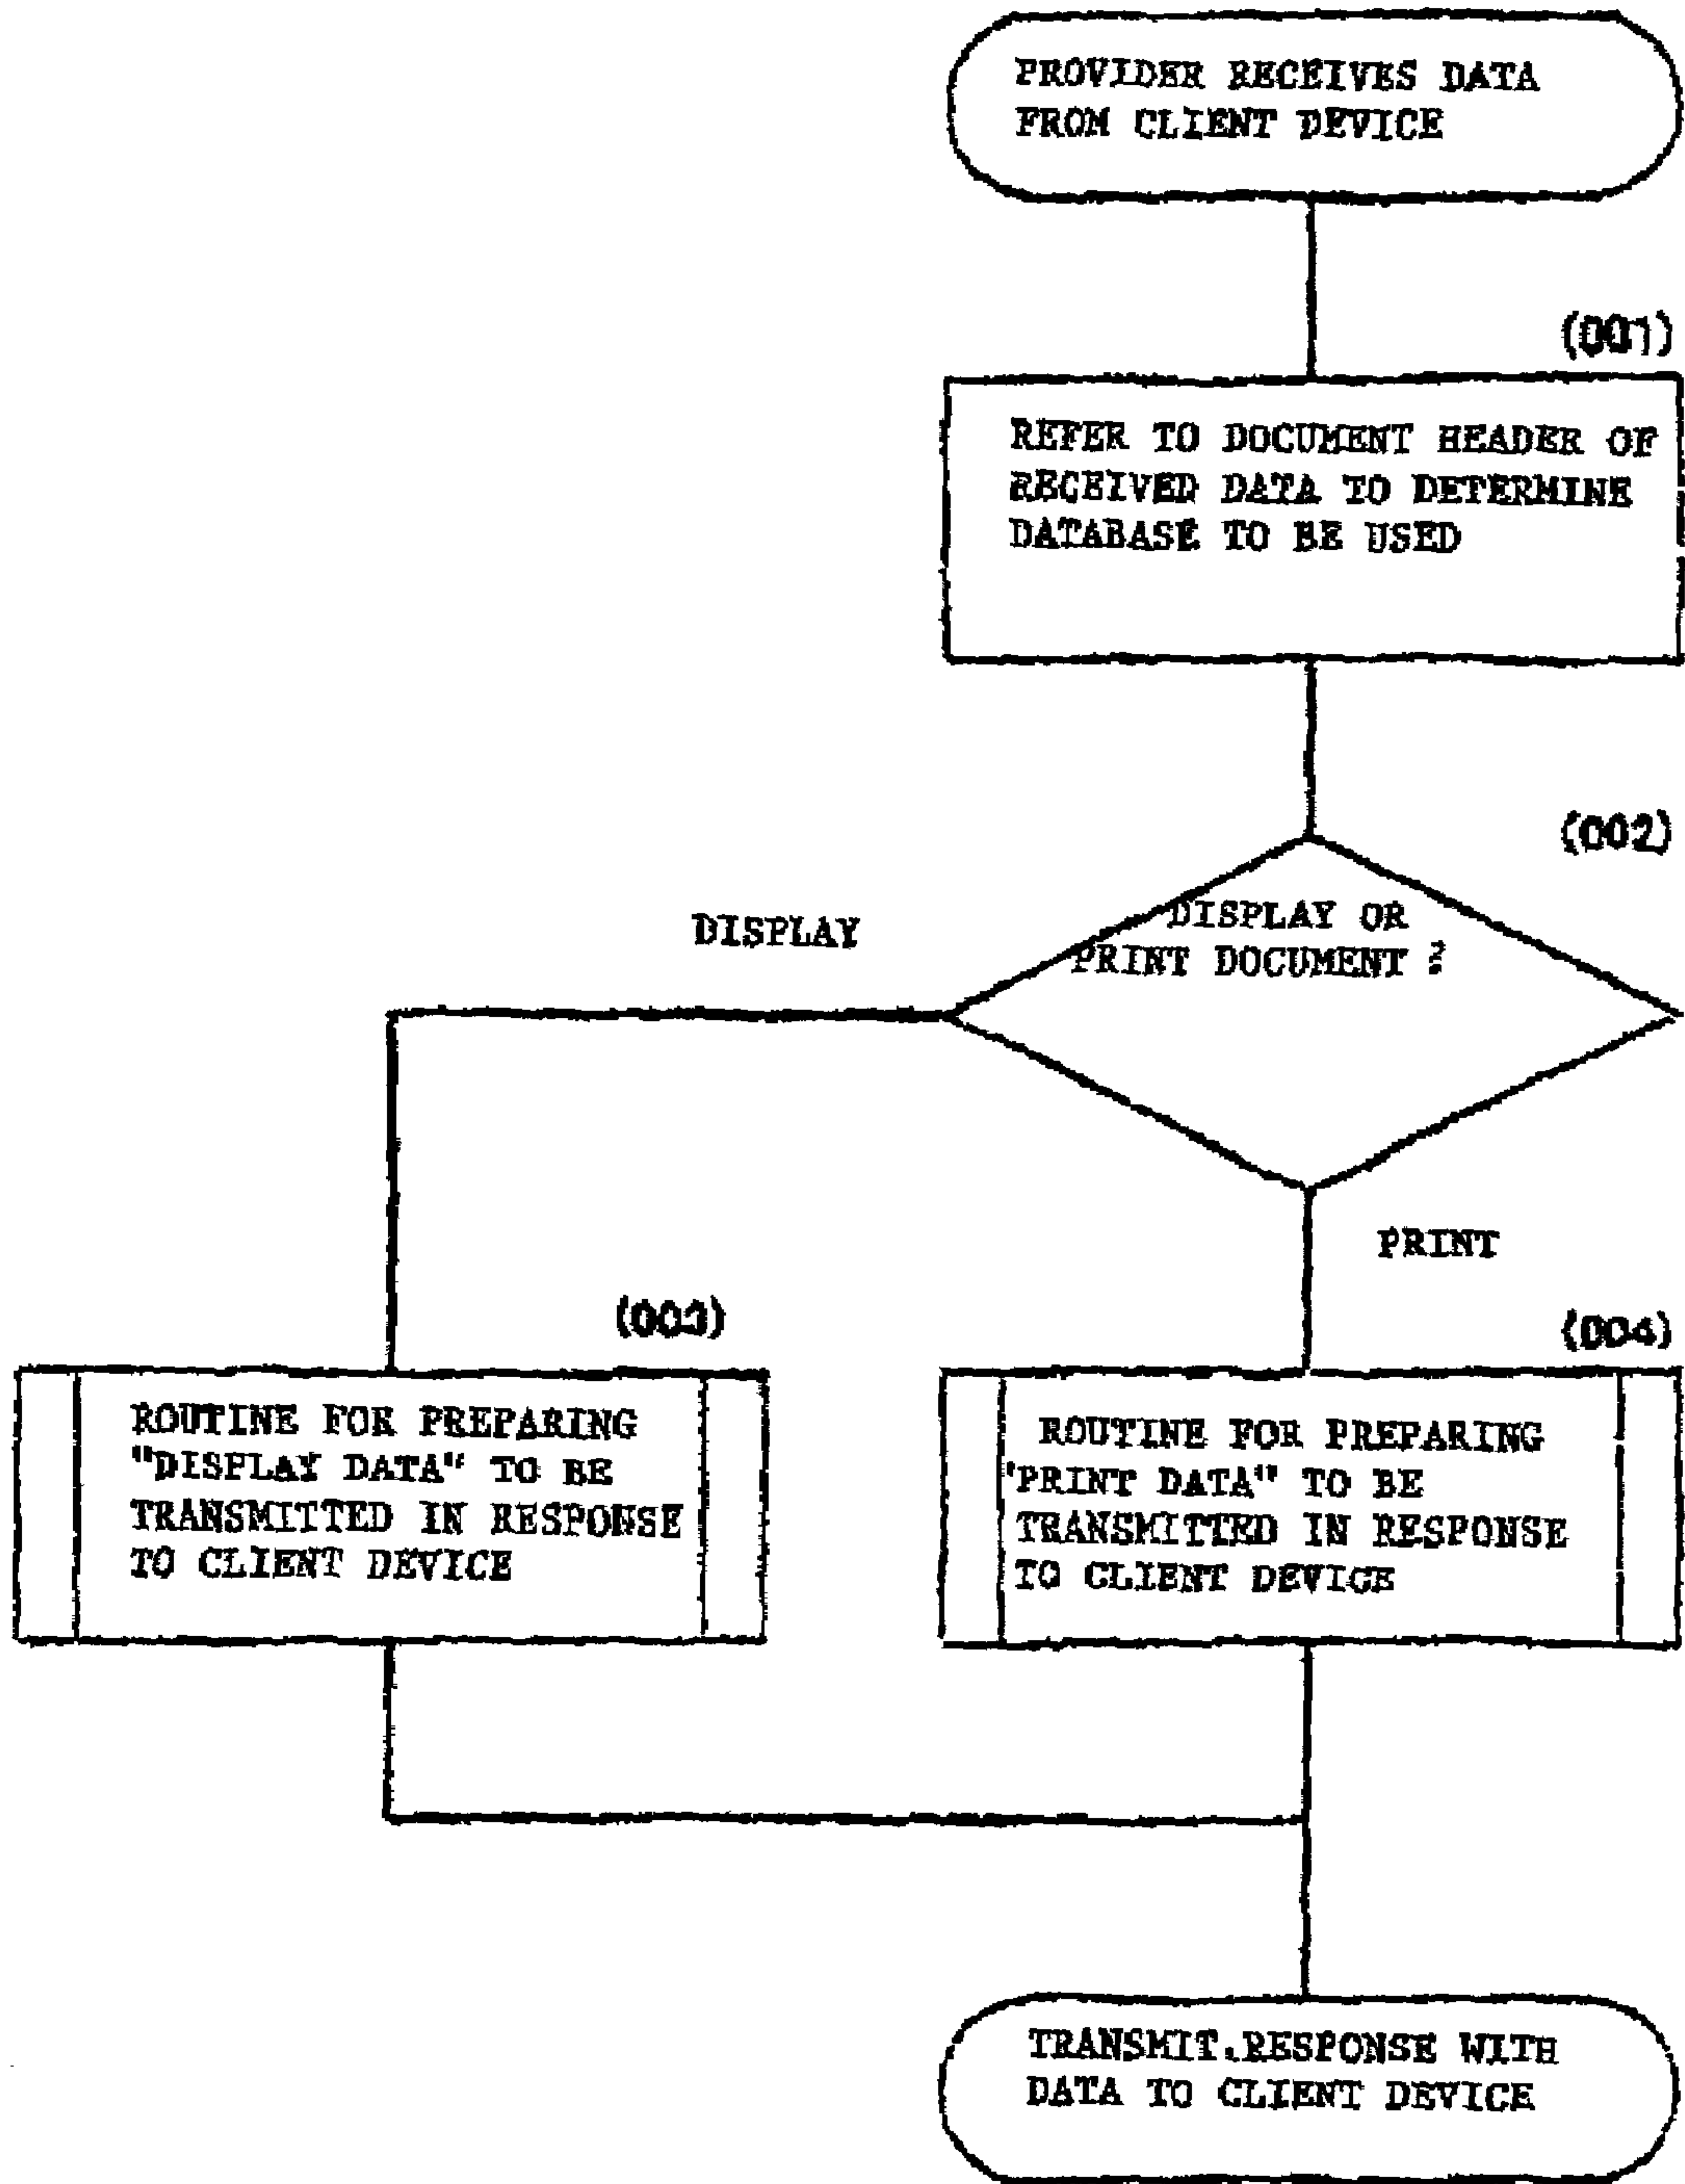 PROVIDER RECEIVES DATA
FROM CLIENT DEVICE
(001)
REFER TO DOCUMENT HEADER OF
RECEIVED DATA TO DETERMINE
DATABASE TO BE USED
(002)
DISPLAY
DISPLAY OR
PRINT DOCUMENT ?
PRINT
(003)
(004)
ROUTINE FOR PREPARING
"DISPLAY DATA" TO BE
TRANSMITTED IN RESPONSE
TO CLIENT DEVICE
ROUTINE FOR PREPARING
"PRINT DATA" TO BE
TRANSMITTED IN RESPONSE
TO CLIENT DEVICE
TRANSMIT RESPONSE WITH
DATA TO CLIENT DEVICE